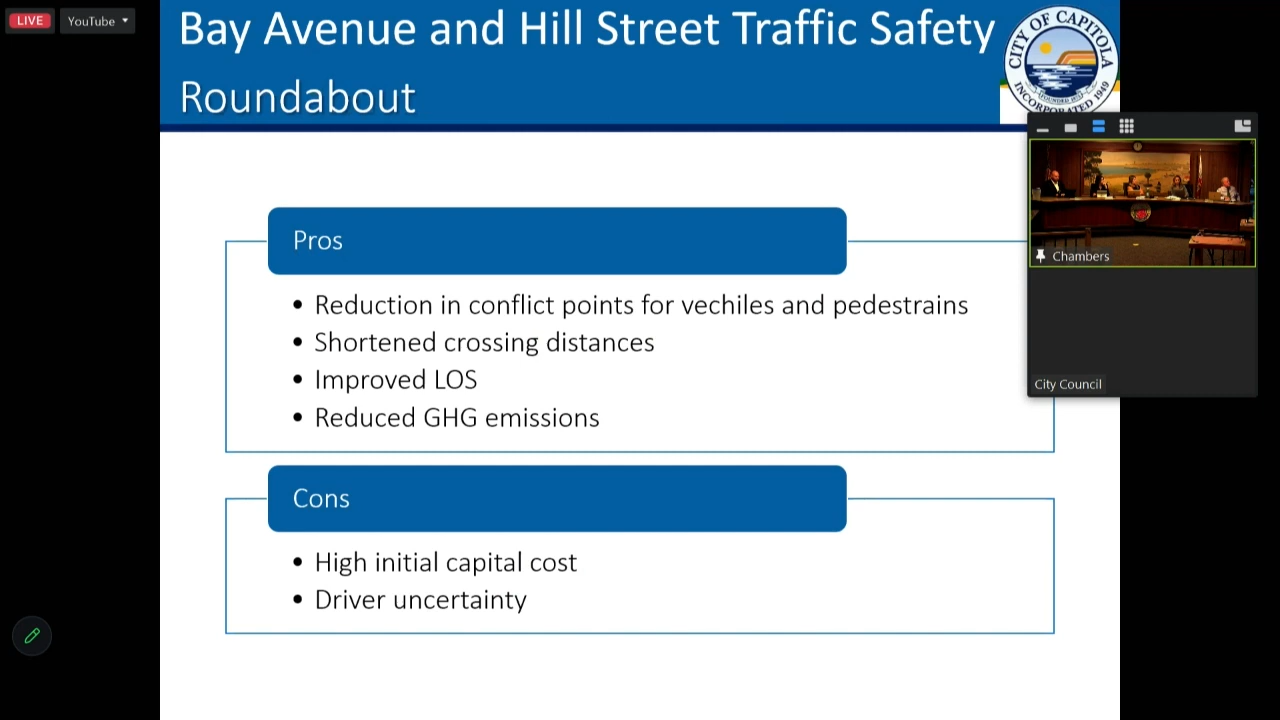 LIVE
YouTube
Bay Avenue and Hill Street Traffic Safety
Roundabout
CITY OF CAPITOLA
INCORPORATED 1949
Pros
• Reduction in conflict points for vechiles and pedestrains
• Shortened crossing distances
• Improved LOS
• Reduced GHG emissions
Chambers
City Council
Cons
• High initial capital cost
• Driver uncertainty